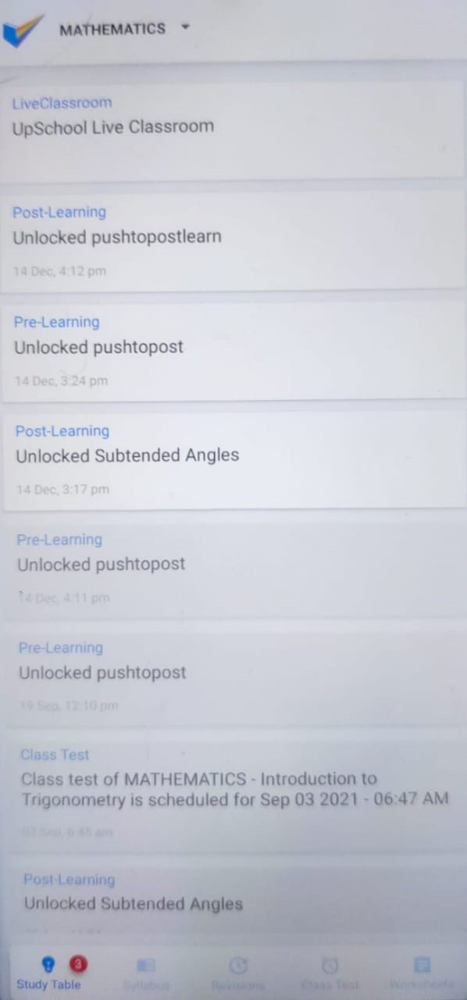 MATHEMATICS
LiveClassroom
UpSchool Live Classroom
Post-Learning
Unlocked pushtopostlearn
14 Dec, 4:12 pm
Pre-Learning
Unlocked pushtopost
14 Dec, 3:24 pm
Post-Learning
Unlocked Subtended Angles
14 Dec, 3:17 pm
Pre-Learning
Unlocked pushtopost
14 Dec, 4:11 pm
Pre-Learning
Unlocked pushtopost
19 Sep, 12:10 pm
Class Test
Class test of MATHEMATICS - Introduction to
Trigonometry is scheduled for Sep 03 2021 - 06:47 AM
03 Sep, 6:45 am
Post-Learning
Unlocked Subtended Angles
3
Study Table Syllabus Revisions Class Test Worksheets